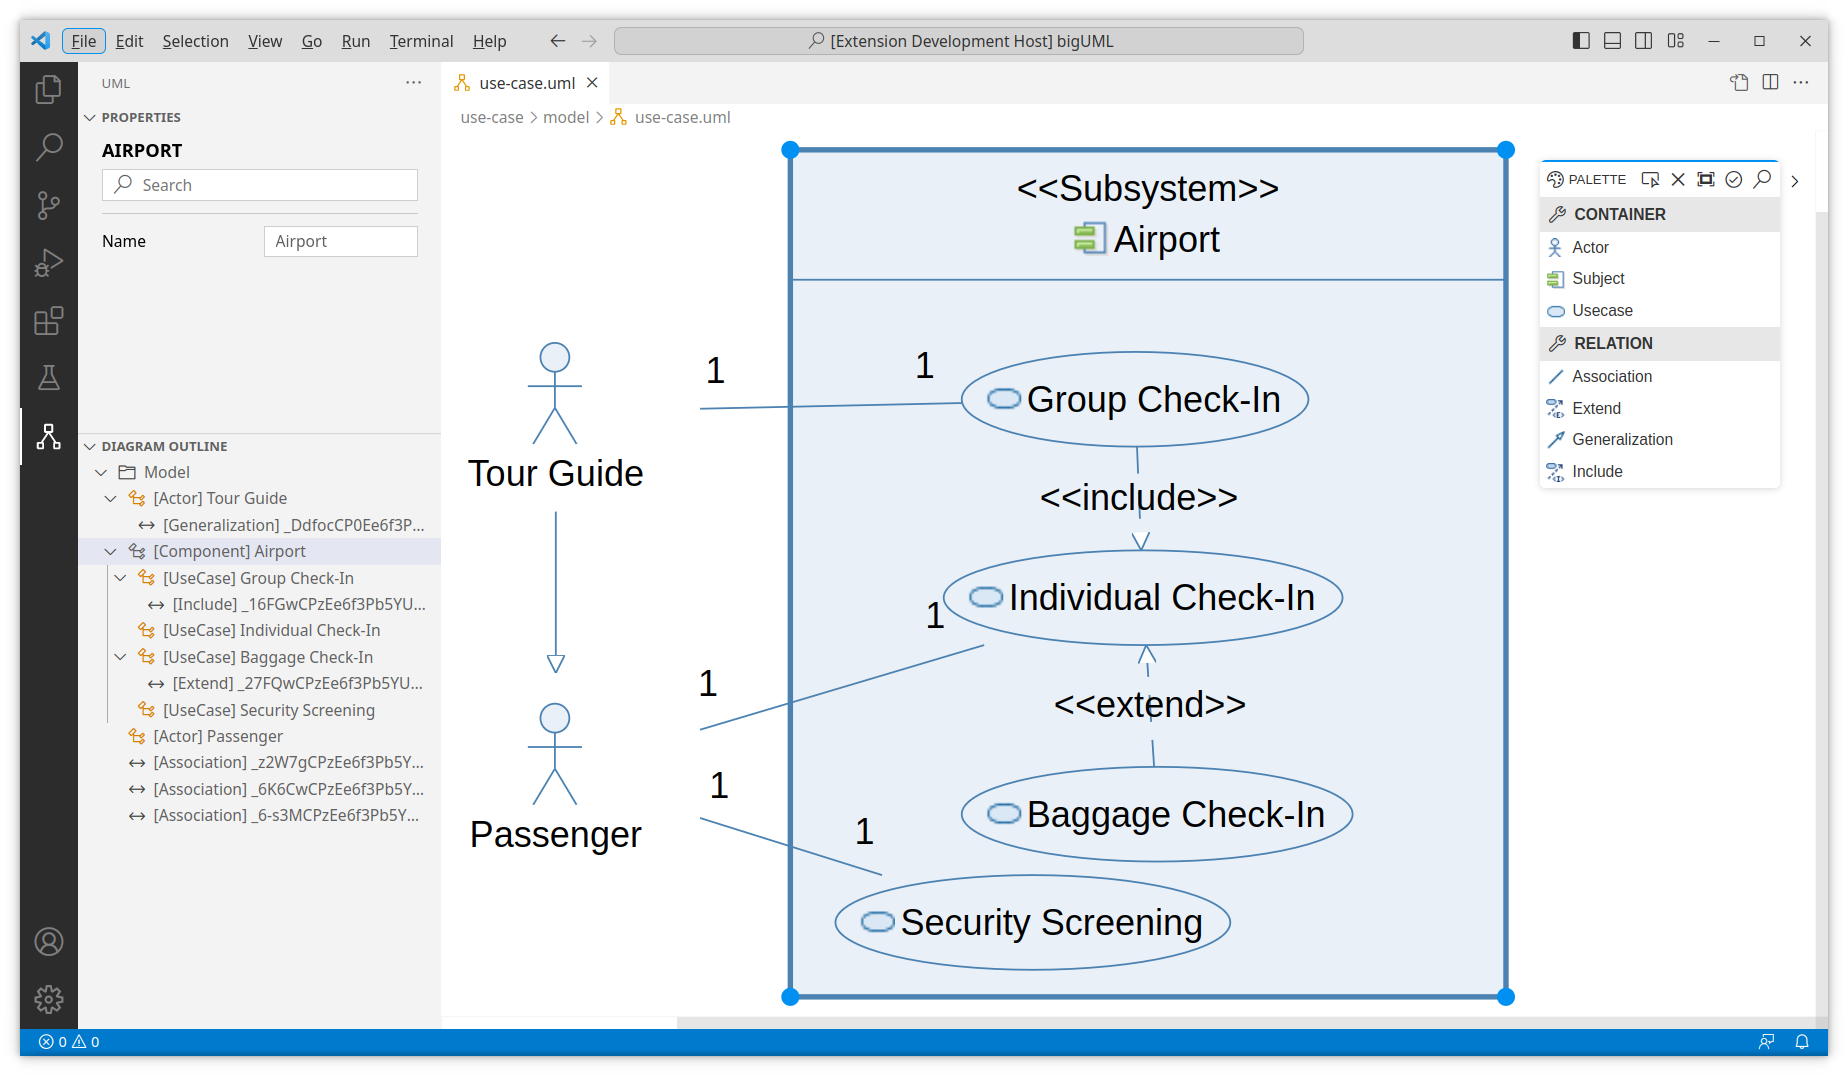 File Edit Selection View Go Run Terminal Help [Extension Development Host] bigUML
UML
PROPERTIES
AIRPORT
Search
Name Airport
DIAGRAM OUTLINE
Model
[Actor] Tour Guide
[Generalization] _DdfocCP0Ee6f3P...
[Component] Airport
[UseCase] Group Check-In
[Include] _16FGwCPzEe6f3Pb5YU...
[UseCase] Individual Check-In
[UseCase] Baggage Check-In
[Extend] _27FQwCPzEe6f3Pb5YU...
[UseCase] Security Screening
[Actor] Passenger
[Association] _z2W7gCPzEe6f3Pb5Y...
[Association] _6K6CwCPzEe6f3Pb5Y...
[Association] _6-s3MCPzEe6f3Pb5Y...
use-case.uml
use-case > model > use-case.uml
<<Subsystem>>
Airport
1 1
Group Check-In
Tour Guide
<<include>>
Individual Check-In
1
1
<<extend>>
1
Passenger
Baggage Check-In
1
Security Screening
PALETTE
CONTAINER
Actor
Subject
Usecase
RELATION
Association
Extend
Generalization
Include
0 0